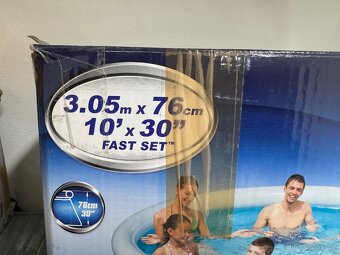 3.05m x 76cm
10' x 30"
FAST SET™
76cm
30"